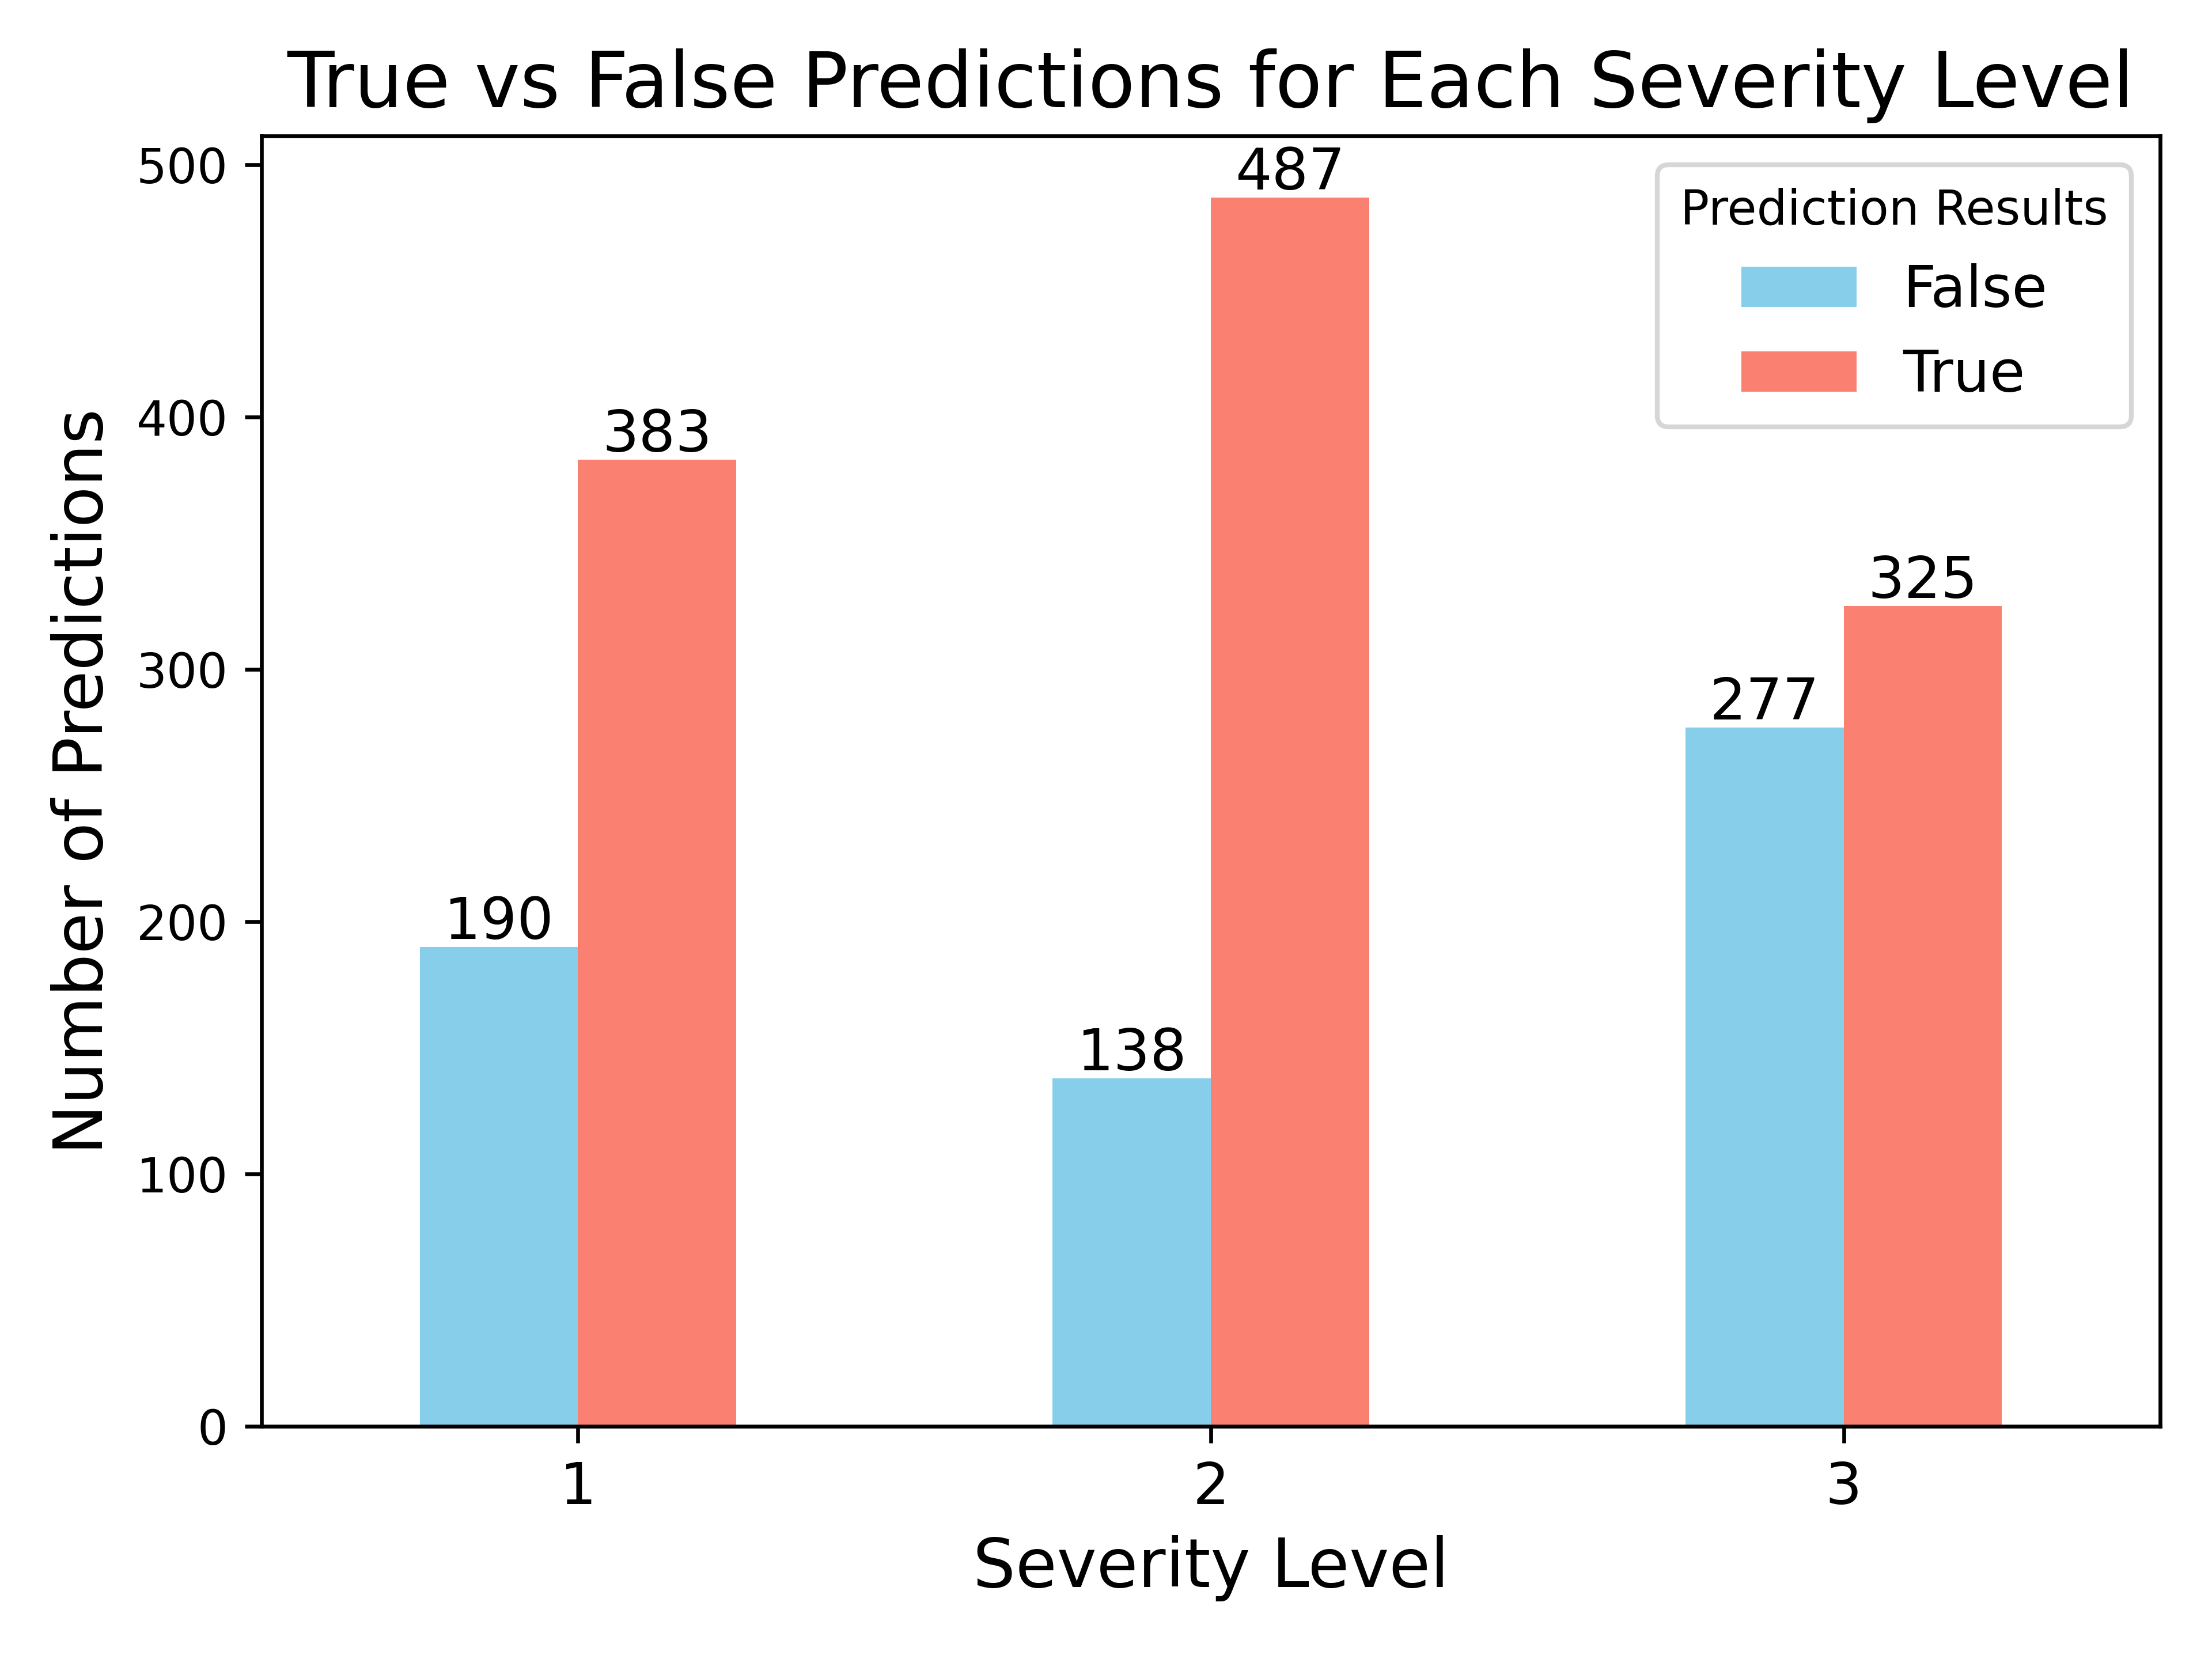 True vs False Predictions for Each Severity Level
Number of Predictions
500
400
300
200
100
0
190
383
138
487
277
325
Prediction Results
False
True
1
2
3
Severity Level